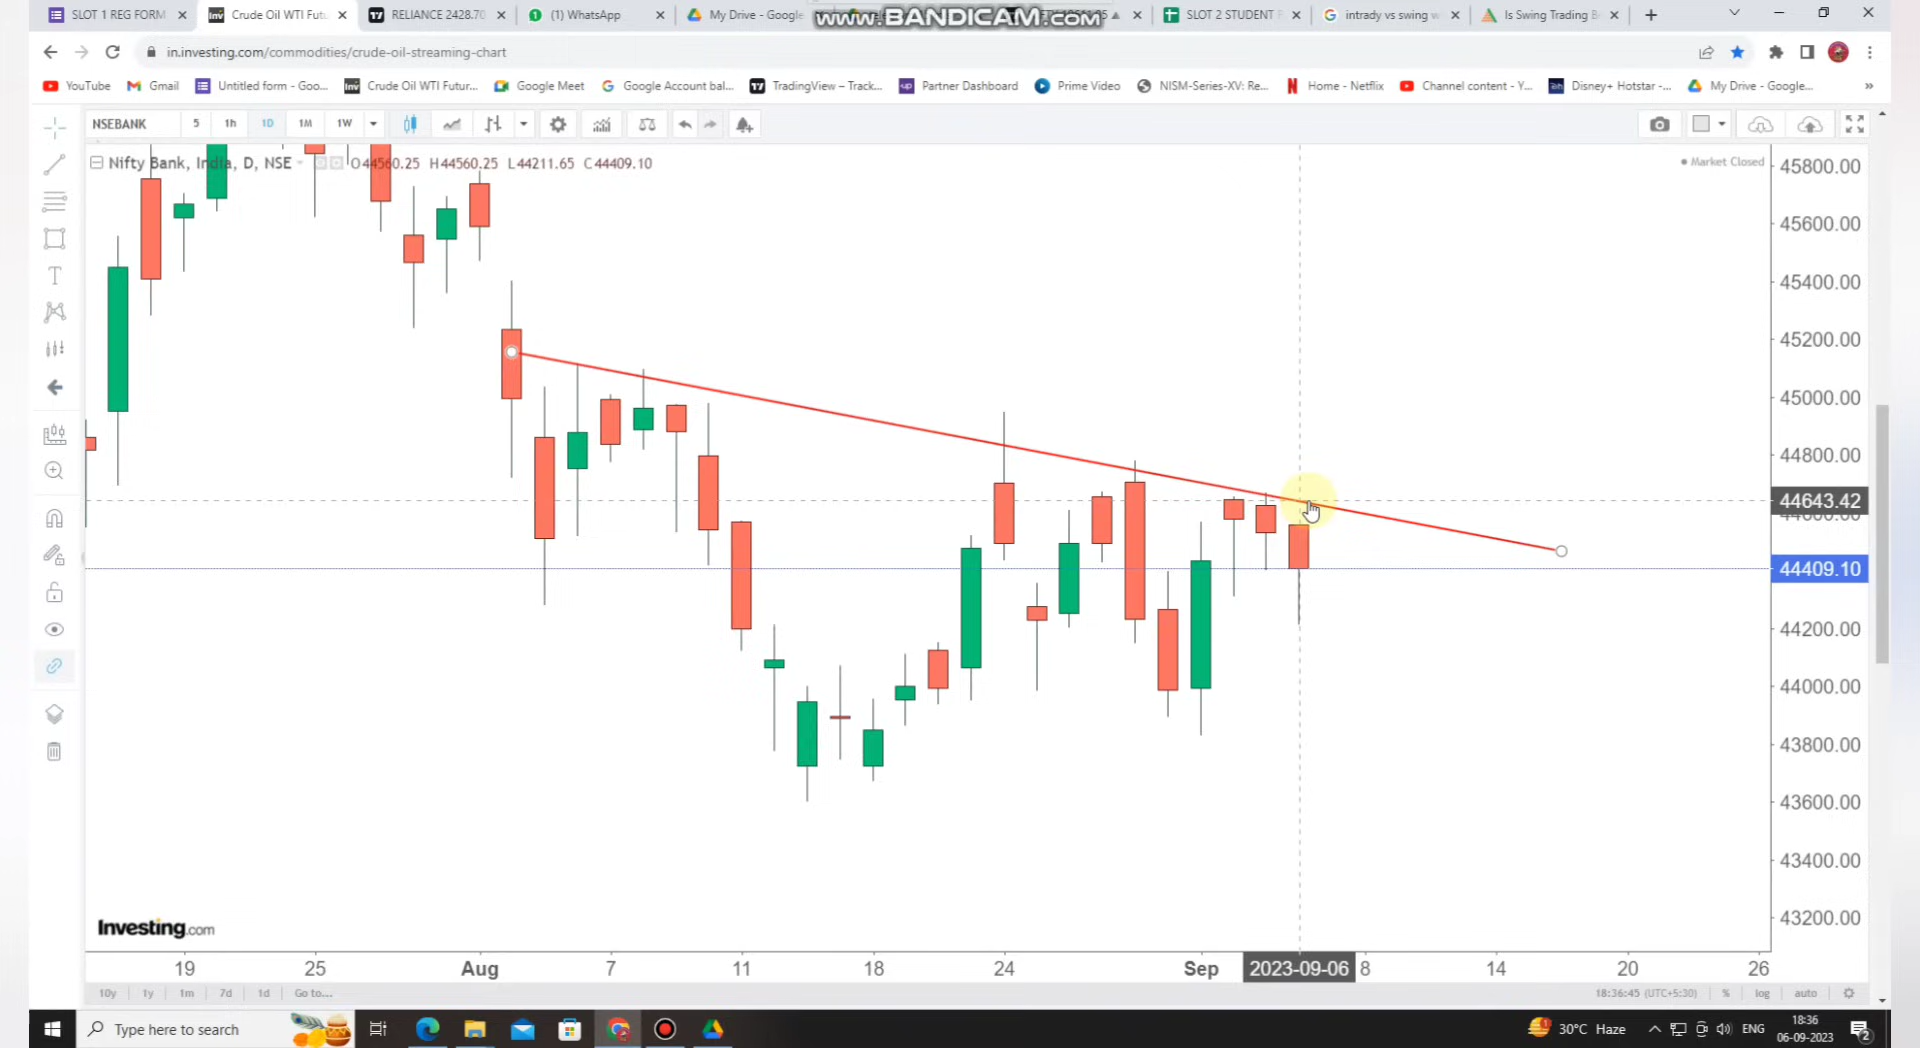 SLOT 1 REG FORM
Crude Oil WTI Futu
RELIANCE 2428.70
(1) WhatsApp
My Drive - Google
www.BANDICAM.com
SLOT 2 STUDENT
intrady vs swing
Is Swing Trading
in.investing.com/commodities/crude-oil-streaming-chart
YouTube
Gmail
Untitled form - Goo...
Crude Oil WTI Futur...
Google Meet
Google Account bal...
TradingView – Track...
Partner Dashboard
Prime Video
NISM-Series-XV: Re...
Home - Netflix
Channel content - Y...
Disney+ Hotstar -...
My Drive - Google...
NSEBANK 5 1h 1D 1M 1W
Nifty Bank, India, D, NSE O44560.25 H44560.25 L44211.65 C44409.10
Market Closed
45800.00
45600.00
45400.00
45200.00
45000.00
44800.00
44643.42
44409.10
44200.00
44000.00
43800.00
43600.00
43400.00
43200.00
Investing.com
19 25 Aug 7 11 18 24 Sep 2023-09-06 8 14 20 26
10y 1y 1m 7d 1d Go to...
18:36:45 (UTC+5:30) % log auto
Type here to search
30°C Haze
ENG
18:36
06-09-2023
2